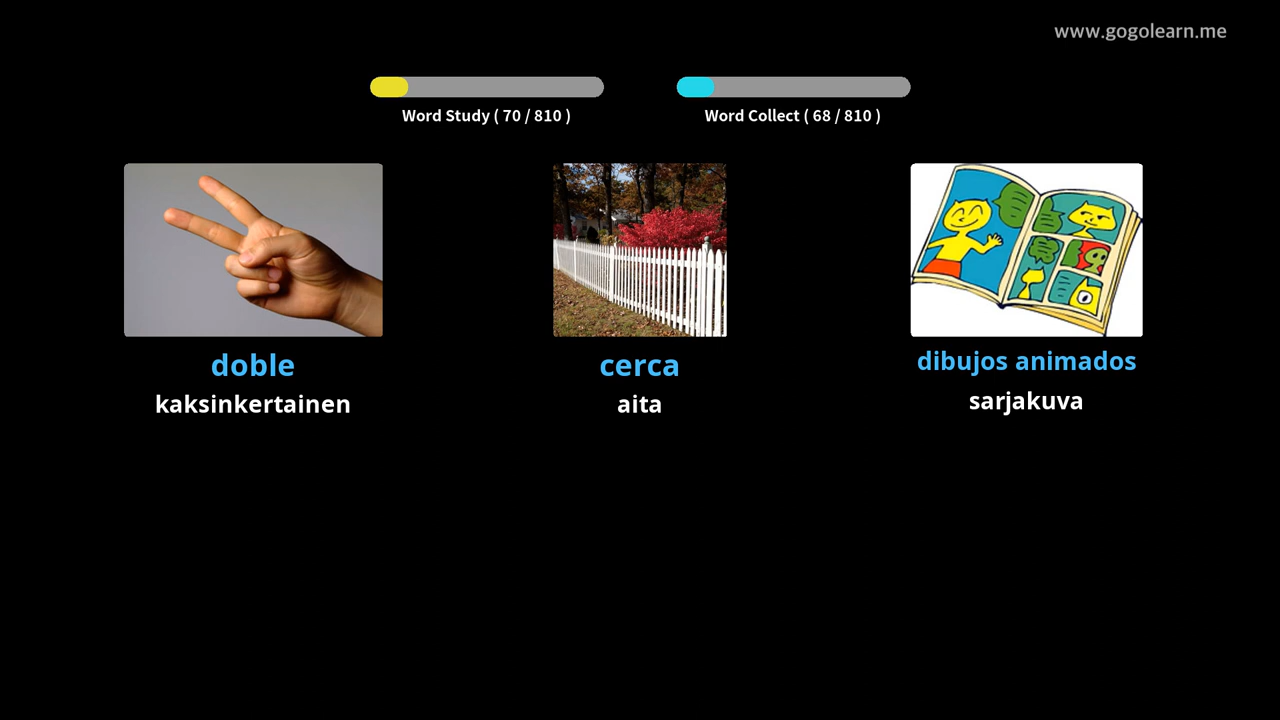 www.gogolearn.me
Word Study ( 70 / 810 )
Word Collect ( 68 / 810 )
doble
kaksinkertainen
cerca
aita
dibujos animados
sarjakuva